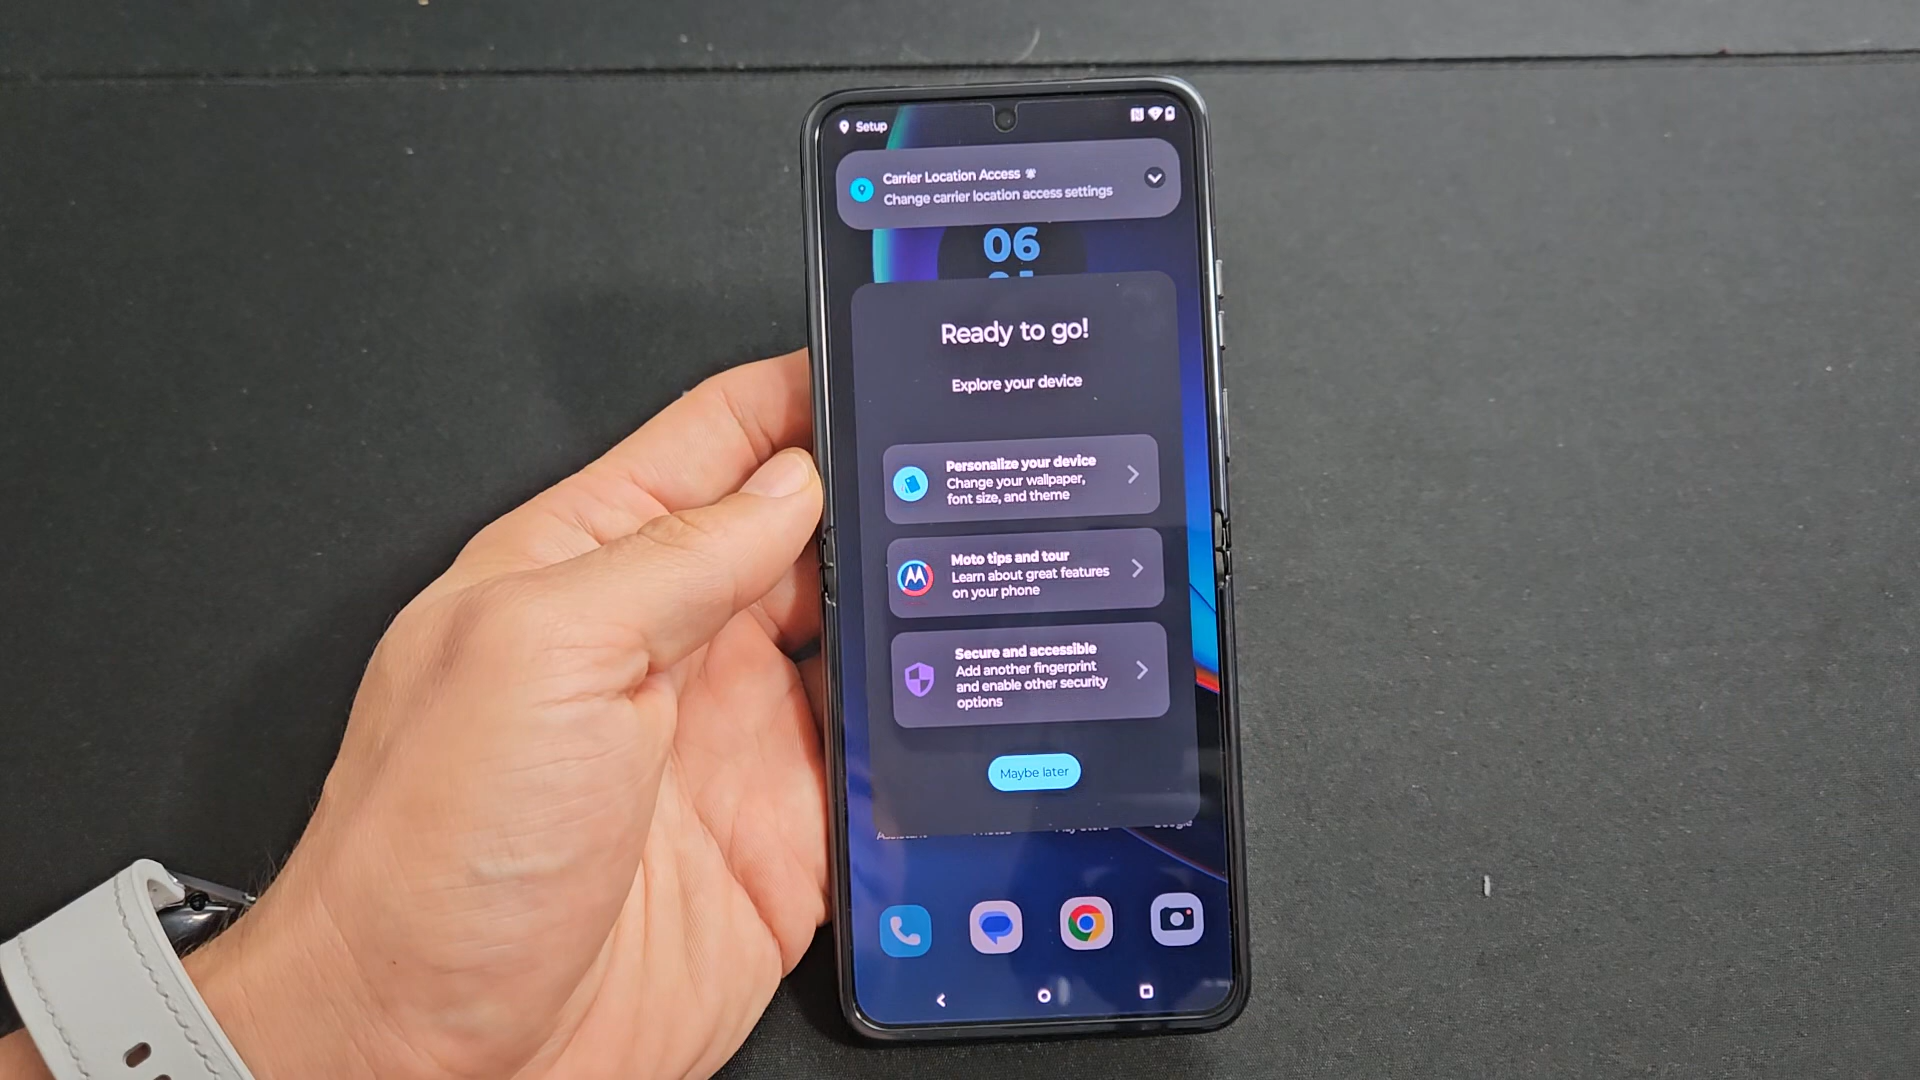 Setup
Carrier Location Access
Change carrier location access settings
06
Ready to go!
Explore your device
Personalize your device
Change your wallpaper,
font size, and theme
Moto tips and tour
Learn about great features
on your phone
Secure and accessible
Add another fingerprint
and enable other security
options
Maybe later